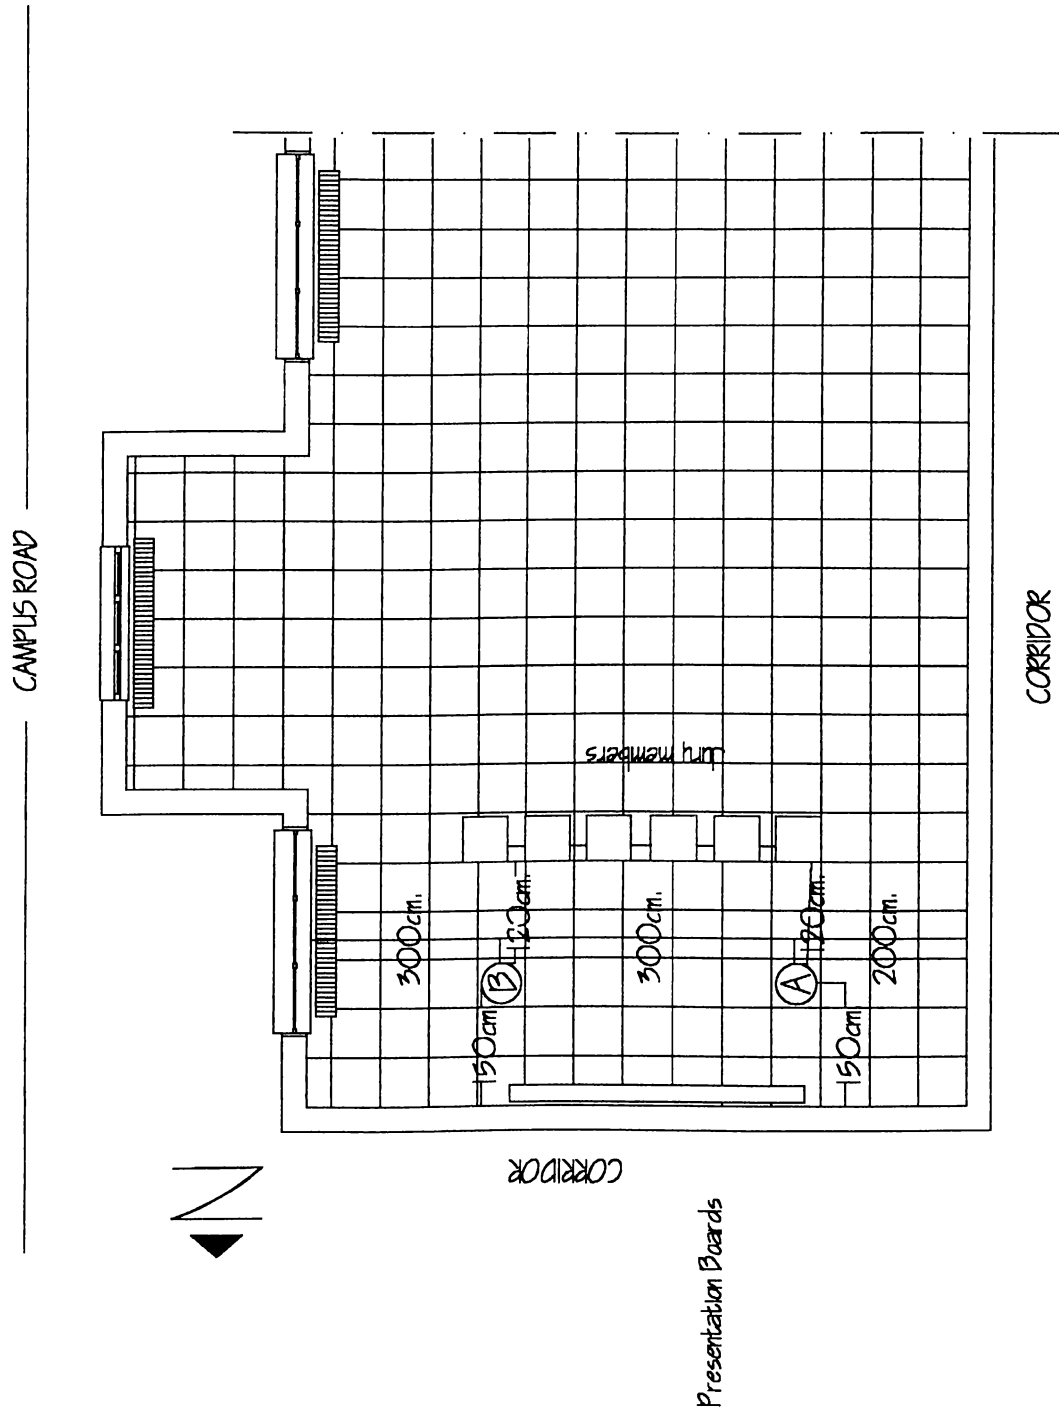 CAMPUS ROAD
Jury members
300cm.
120cm.
300cm.
120cm.
200cm.
B
A
150cm
150cm
CORRIDOR
CORRIDOR
N
Presentation Boards